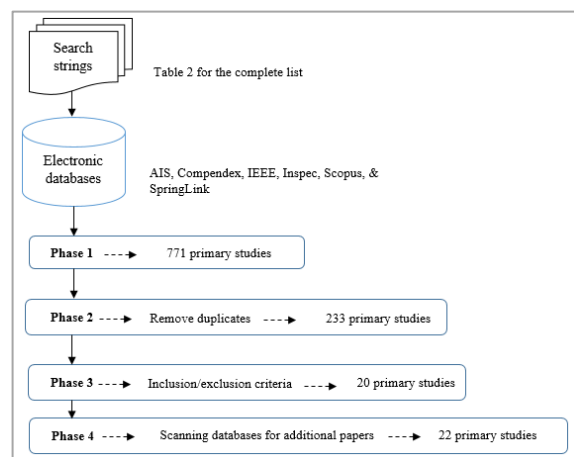 Search
strings
Table 2 for the complete list
Electronic
databases
AIS, Compendex, IEEE, Inspec, Scopus, &
SpringLink
Phase 1 771 primary studies
Phase 2 Remove duplicates 233 primary studies
Phase 3 Inclusion/exclusion criteria 20 primary studies
Phase 4 Scanning databases for additional papers 22 primary studies